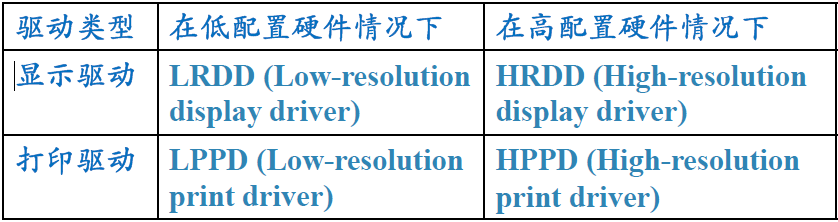 驱动类型 在低配置硬件情况下 在高配置硬件情况下
显示驱动 LRDD (Low-resolution display driver) HRDD (High-resolution display driver)
打印驱动 LPPD (Low-resolution print driver) HPPD (High-resolution print driver)